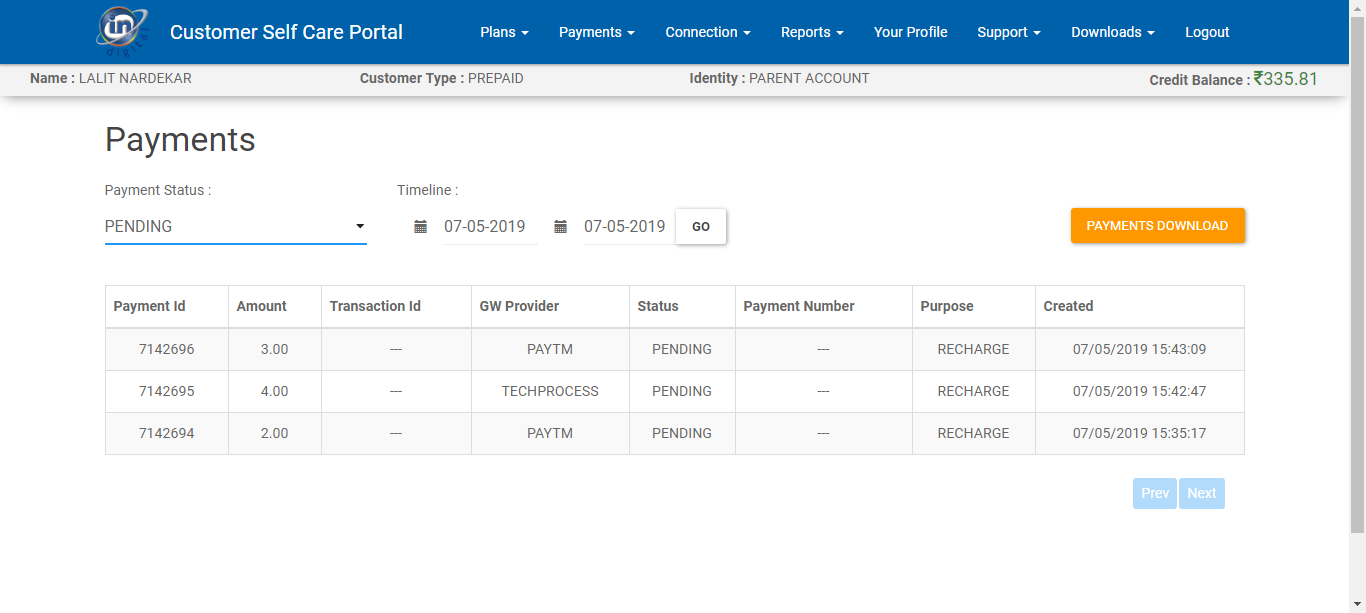 in
digital
Customer Self Care Portal
Plans
Payments
Connection
Reports
Your Profile
Support
Downloads
Logout
Name : LALIT NARDEKAR
Customer Type : PREPAID
Identity : PARENT ACCOUNT
Credit Balance : ₹335.81
Payments
Payment Status :
Timeline :
PENDING
07-05-2019
07-05-2019
GO
PAYMENTS DOWNLOAD
Payment Id Amount Transaction Id GW Provider Status Payment Number Purpose Created
7142696 3.00 --- PAYTM PENDING --- RECHARGE 07/05/2019 15:43:09
7142695 4.00 --- TECHPROCESS PENDING --- RECHARGE 07/05/2019 15:42:47
7142694 2.00 --- PAYTM PENDING --- RECHARGE 07/05/2019 15:35:17
Prev Next